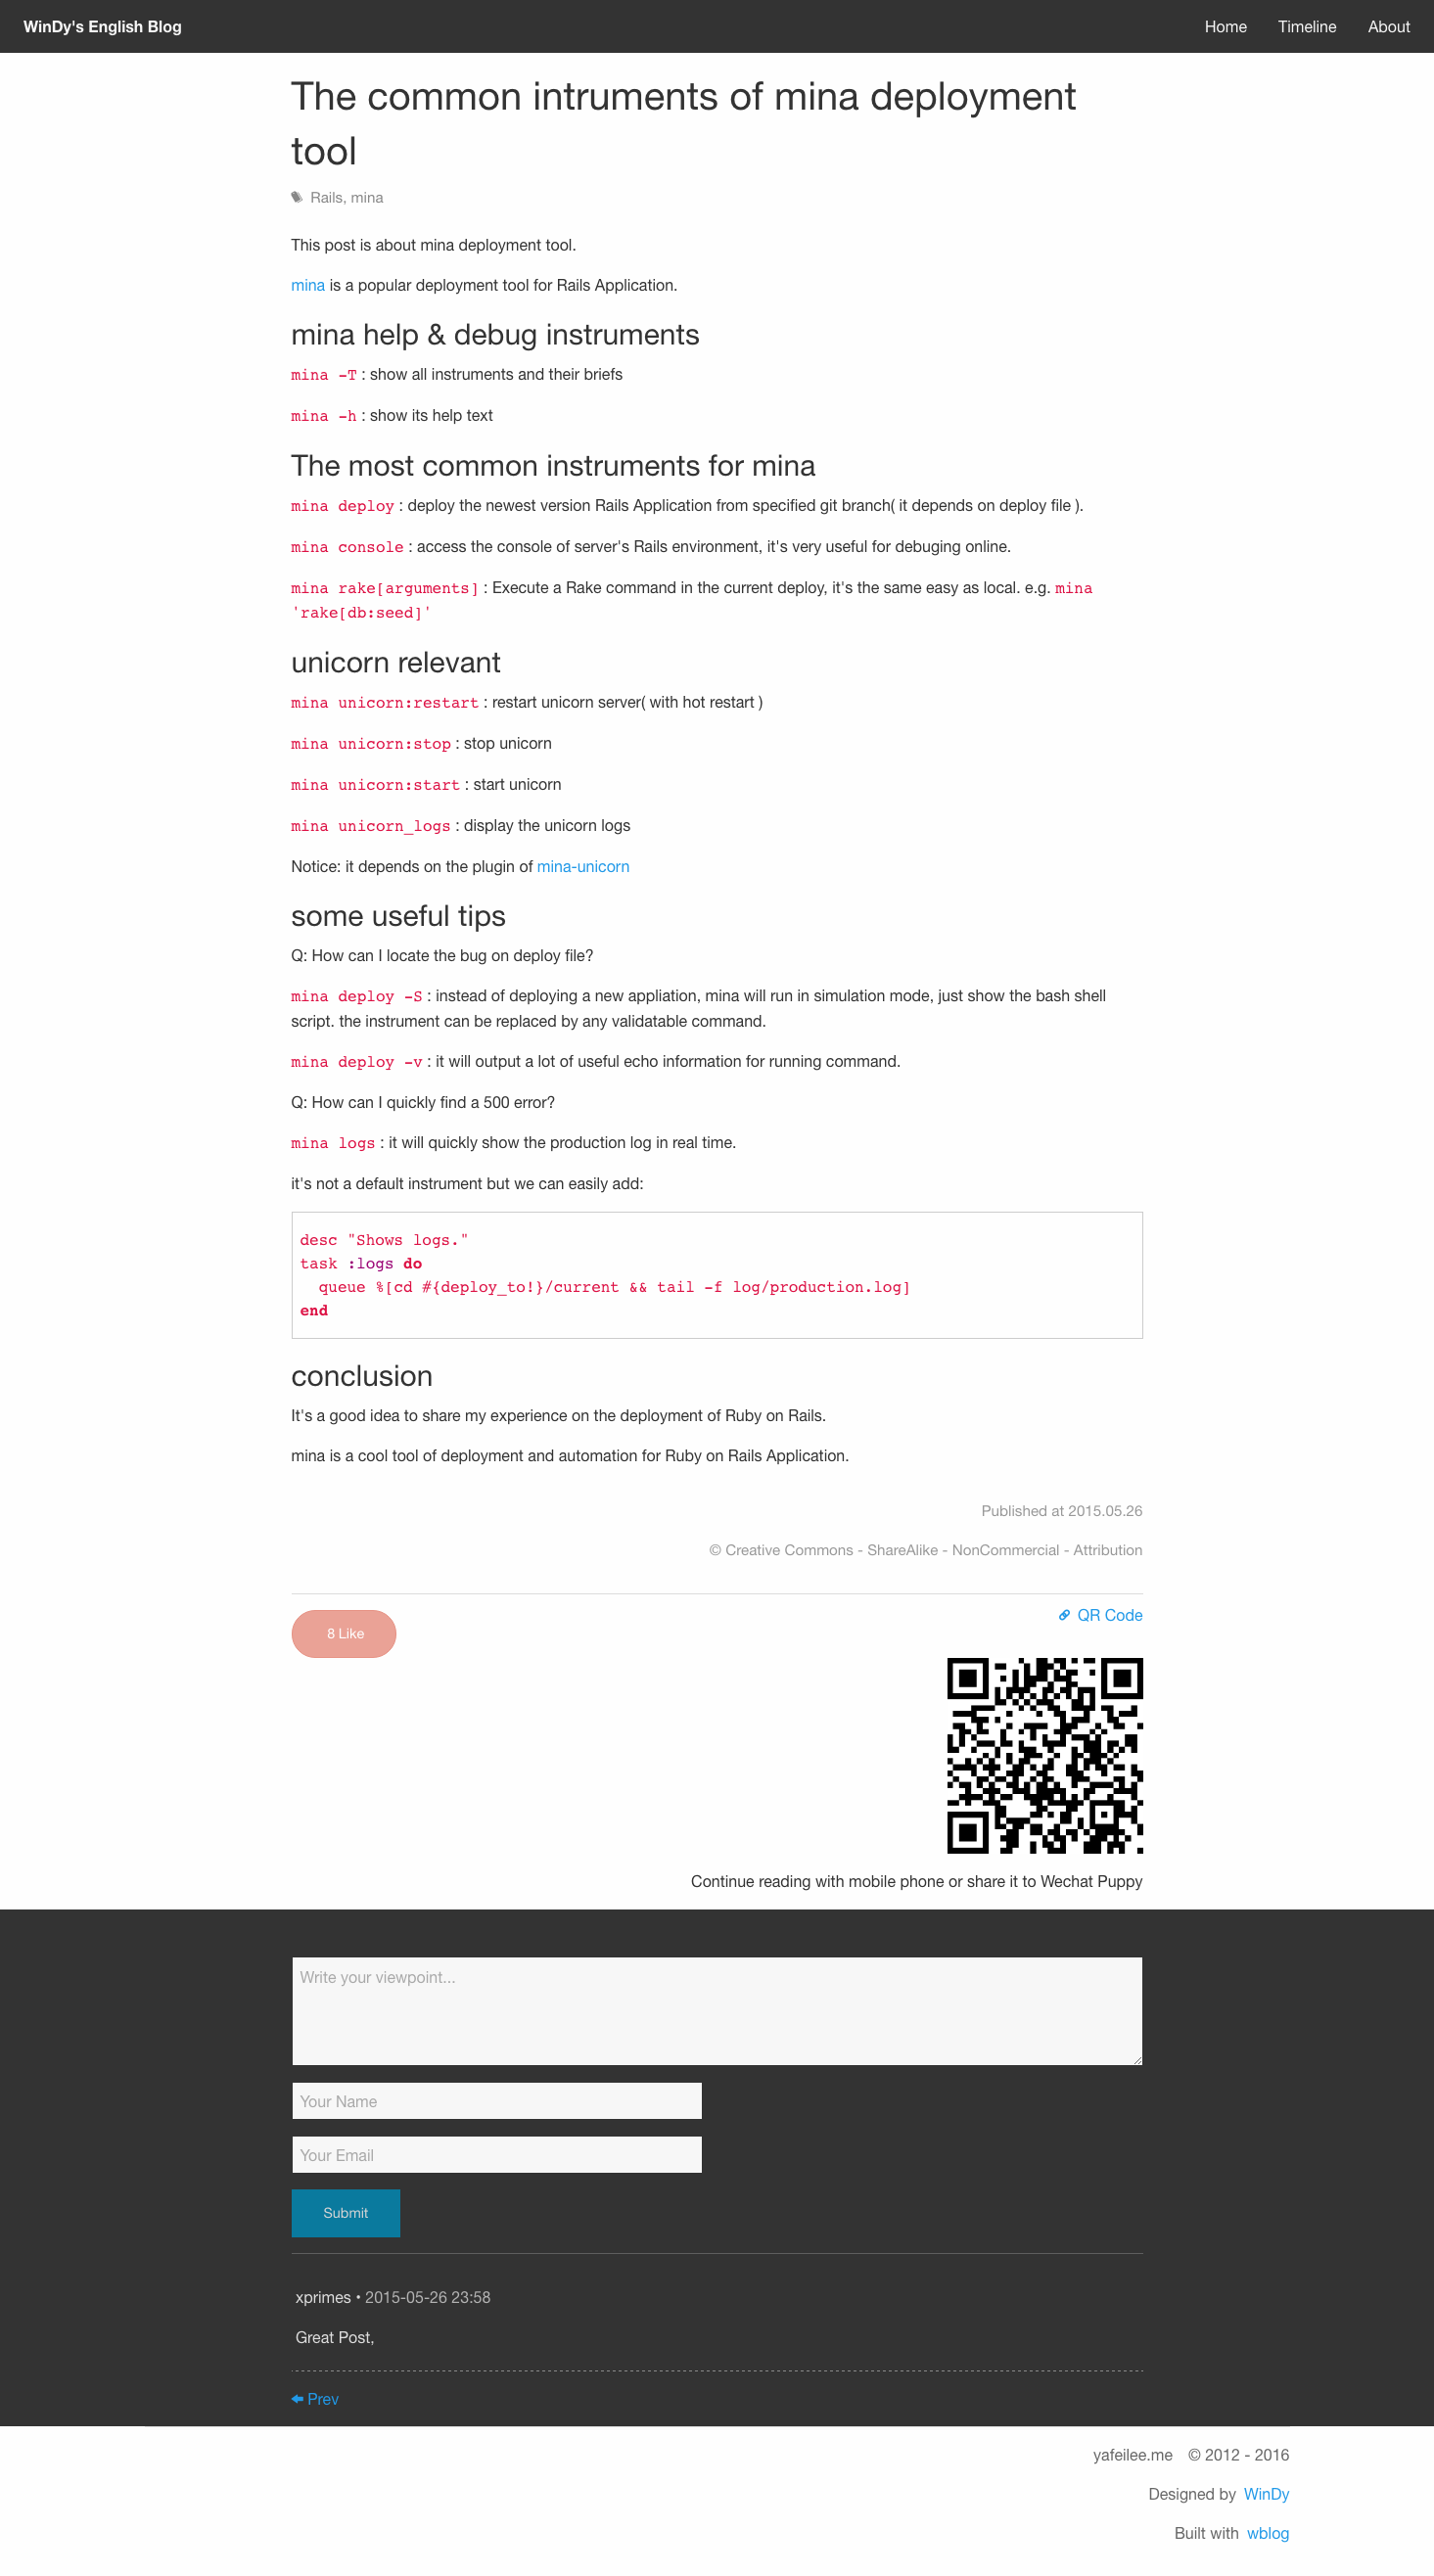 WinDy's English Blog
Home Timeline About
The common intruments of mina deployment
tool
Rails, mina
This post is about mina deployment tool.
mina is a popular deployment tool for Rails Application.
mina help & debug instruments
mina -T : show all instruments and their briefs
mina -h : show its help text
The most common instruments for mina
mina deploy : deploy the newest version Rails Application from specified git branch( it depends on deploy file ).
mina console : access the console of server's Rails environment, it's very useful for debuging online.
mina rake[arguments] : Execute a Rake command in the current deploy, it's the same easy as local. e.g. mina
'rake[db:seed]'
unicorn relevant
mina unicorn:restart : restart unicorn server( with hot restart )
mina unicorn:stop : stop unicorn
mina unicorn:start : start unicorn
mina unicorn_logs : display the unicorn logs
Notice: it depends on the plugin of mina-unicorn
some useful tips
Q: How can I locate the bug on deploy file?
mina deploy -S : instead of deploying a new appliation, mina will run in simulation mode, just show the bash shell
script. the instrument can be replaced by any validatable command.
mina deploy -v : it will output a lot of useful echo information for running command.
Q: How can I quickly find a 500 error?
mina logs : it will quickly show the production log in real time.
it's not a default instrument but we can easily add:
desc "Shows logs."
task :logs do
  queue %[cd #{deploy_to!}/current && tail -f log/production.log]
end
conclusion
It's a good idea to share my experience on the deployment of Ruby on Rails.
mina is a cool tool of deployment and automation for Ruby on Rails Application.
Published at 2015.05.26
© Creative Commons - ShareAlike - NonCommercial - Attribution
8 Like
QR Code
Continue reading with mobile phone or share it to Wechat Puppy
Write your viewpoint...
Your Name
Your Email
Submit
xprimes • 2015-05-26 23:58
Great Post,
Prev
yafeilee.me © 2012 - 2016
Designed by WinDy
Built with wblog